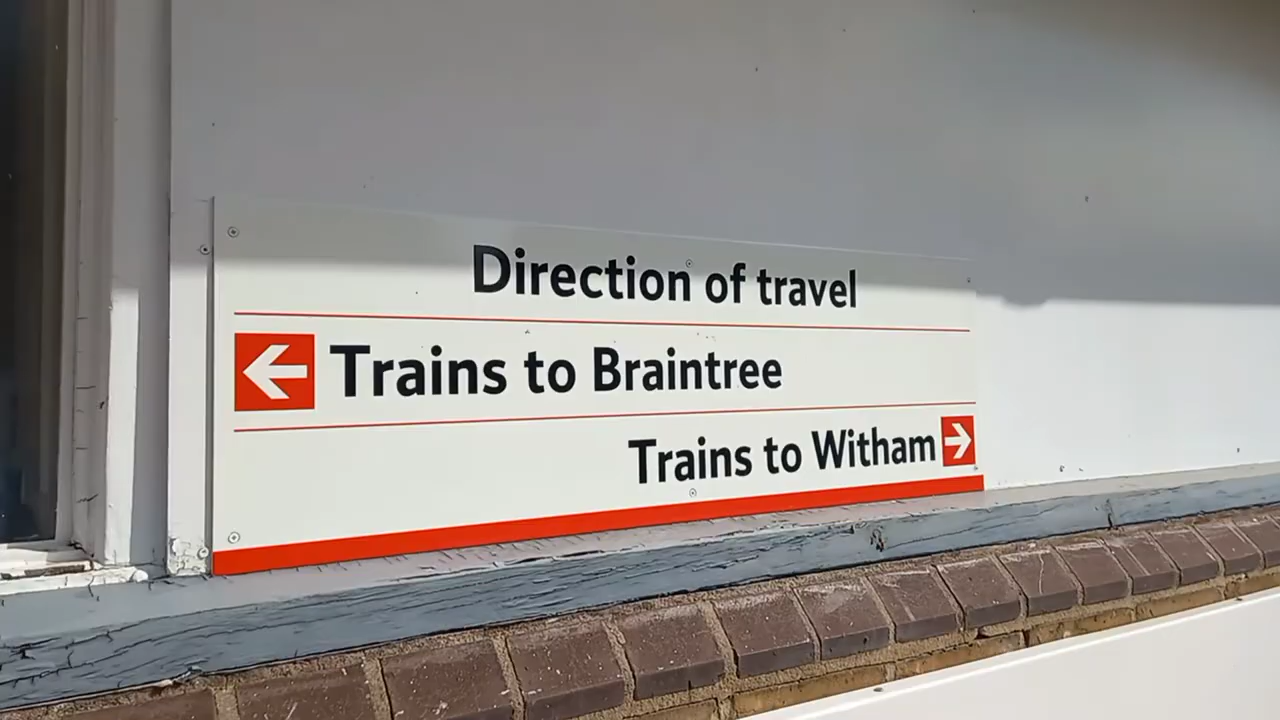 Direction of travel
Trains to Braintree
Trains to Witham